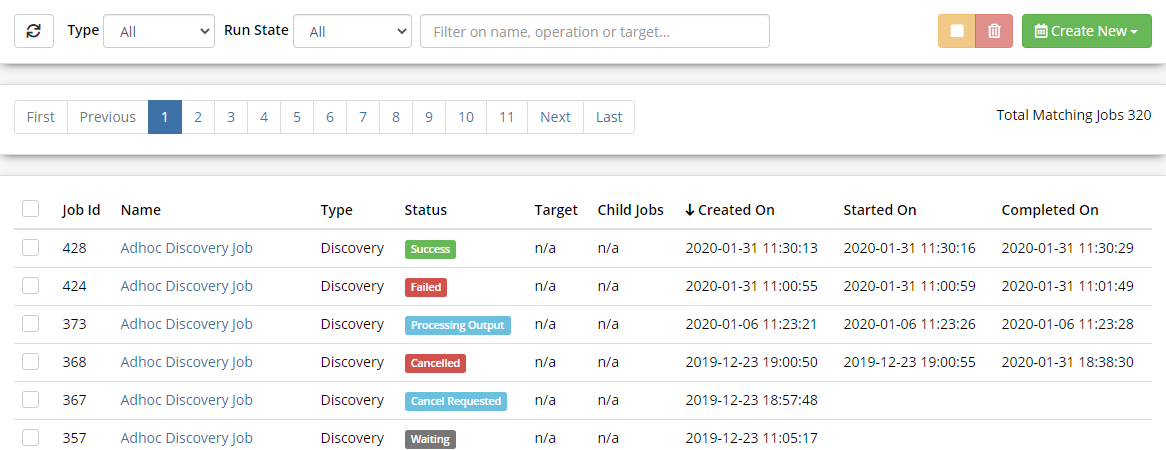 Type All Run State All Filter on name, operation or target... Create New
First Previous 1 2 3 4 5 6 7 8 9 10 11 Next Last Total Matching Jobs 320
Job Id Name Type Status Target Child Jobs Created On Started On Completed On
428 Adhoc Discovery Job Discovery Success n/a n/a 2020-01-31 11:30:13 2020-01-31 11:30:16 2020-01-31 11:30:29
424 Adhoc Discovery Job Discovery Failed n/a n/a 2020-01-31 11:00:55 2020-01-31 11:00:59 2020-01-31 11:01:49
373 Adhoc Discovery Job Discovery Processing Output n/a n/a 2020-01-06 11:23:21 2020-01-06 11:23:26 2020-01-06 11:23:28
368 Adhoc Discovery Job Discovery Cancelled n/a n/a 2019-12-23 19:00:50 2019-12-23 19:00:55 2020-01-31 18:38:30
367 Adhoc Discovery Job Discovery Cancel Requested n/a n/a 2019-12-23 18:57:48
357 Adhoc Discovery Job Discovery Waiting n/a n/a 2019-12-23 11:05:17